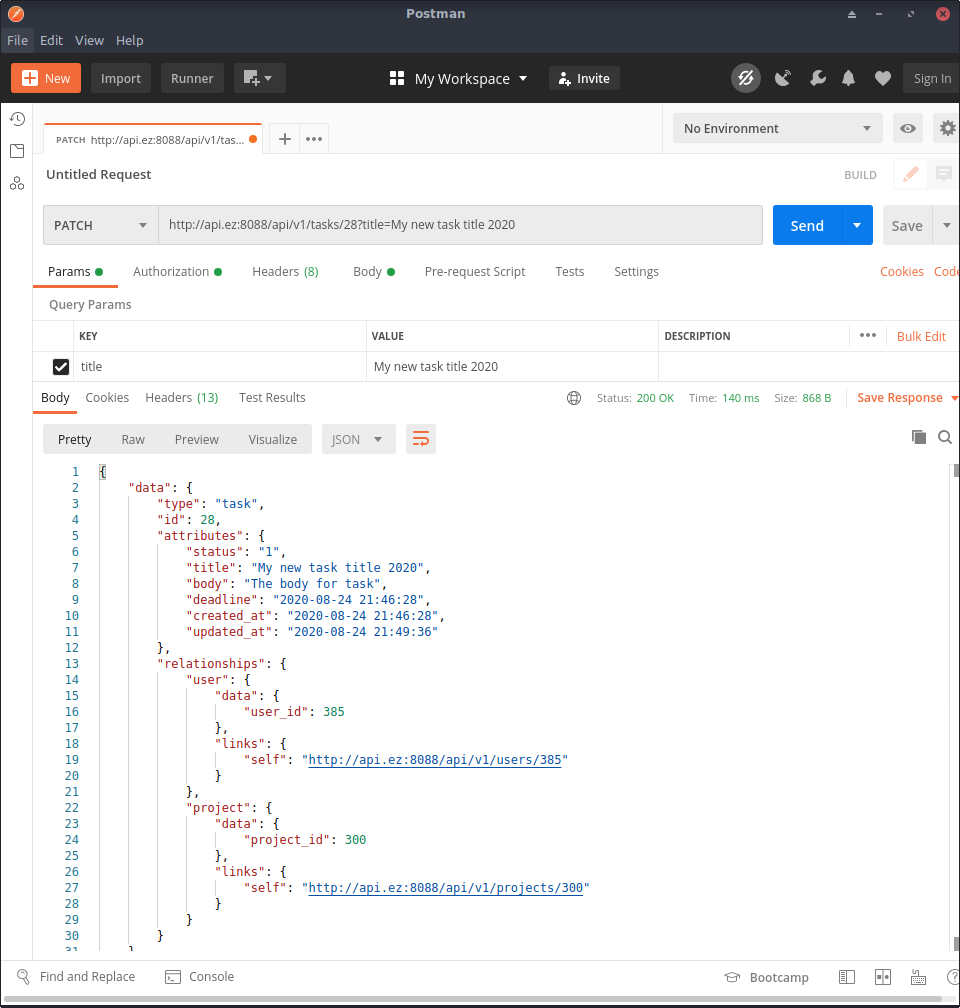 Postman
File Edit View Help
New Import Runner My Workspace Invite Sign In
PATCH http://api.ez:8088/api/v1/tas... No Environment
Untitled Request BUILD
PATCH http://api.ez:8088/api/v1/tasks/28?title=My new task title 2020 Send Save
Params Authorization Headers (8) Body Pre-request Script Tests Settings Cookies Code
Query Params
KEY VALUE DESCRIPTION Bulk Edit
title My new task title 2020
Body Cookies Headers (13) Test Results Status: 200 OK Time: 140 ms Size: 868 B Save Response
Pretty Raw Preview Visualize JSON
1 {
2 "data": {
3 "type": "task",
4 "id": 28,
5 "attributes": {
6 "status": "1",
7 "title": "My new task title 2020",
8 "body": "The body for task",
9 "deadline": "2020-08-24 21:46:28",
10 "created_at": "2020-08-24 21:46:28",
11 "updated_at": "2020-08-24 21:49:36"
12 },
13 "relationships": {
14 "user": {
15 "data": {
16 "user_id": 385
17 },
18 "links": {
19 "self": "http://api.ez:8088/api/v1/users/385"
20 }
21 },
22 "project": {
23 "data": {
24 "project_id": 300
25 },
26 "links": {
27 "self": "http://api.ez:8088/api/v1/projects/300"
28 }
29 }
30 }
31 }
Find and Replace Console Bootcamp